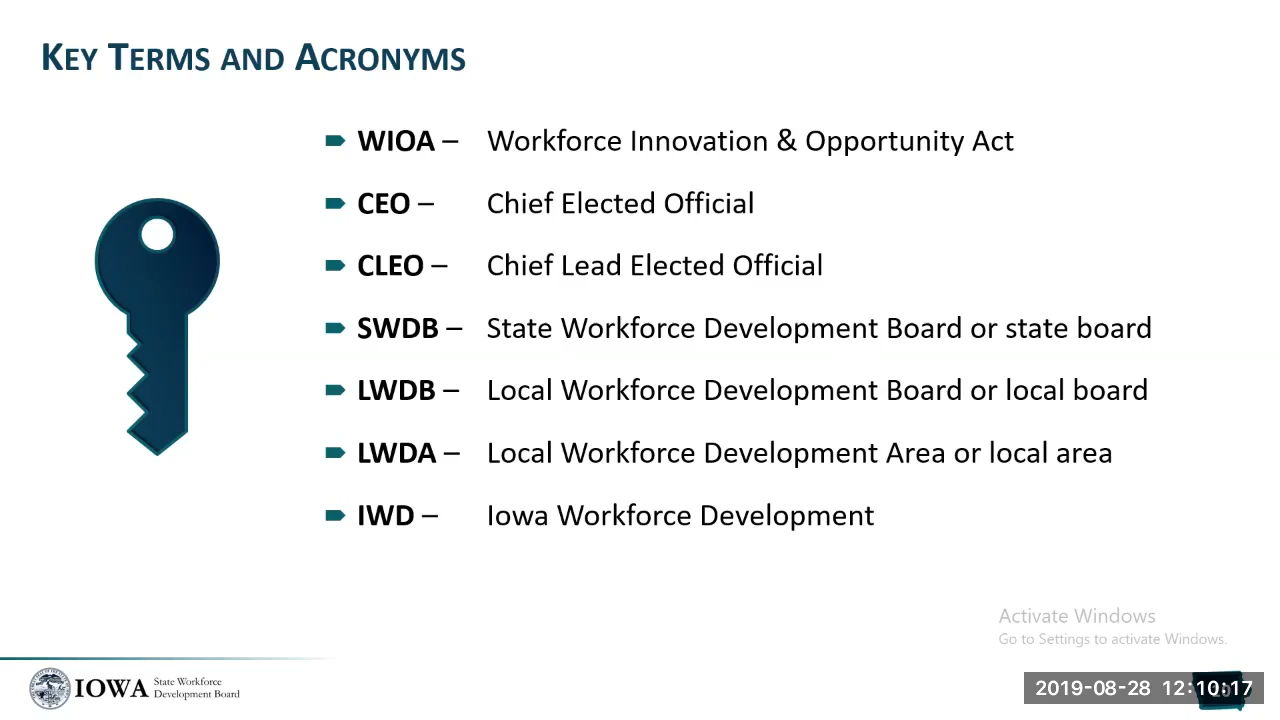 KEY TERMS AND ACRONYMS
WIOA – Workforce Innovation & Opportunity Act
CEO – Chief Elected Official
CLEO – Chief Lead Elected Official
SWDB – State Workforce Development Board or state board
LWDB – Local Workforce Development Board or local board
LWDA – Local Workforce Development Area or local area
IWD – Iowa Workforce Development
Activate Windows
Go to Settings to activate Windows.
IOWA State Workforce
Development Board
2019-08-28 12:10:17